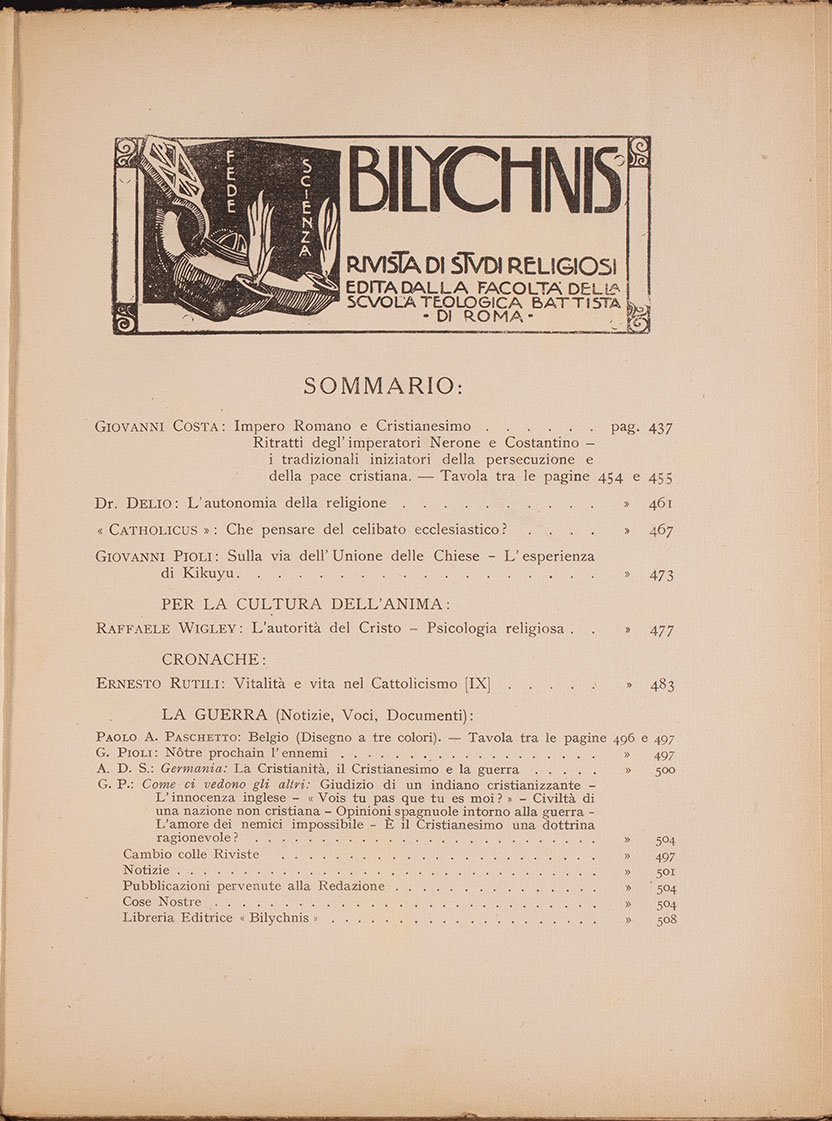 FEDE
SCIENZA
BILYCHNIS
RIVISTA DI STVDI RELIGIOSI
EDITA DALLA FACOLTA DELLA
SCVOLA TEOLOGICA BATTISTA
- DI ROMA -
SOMMARIO:
GIOVANNI COSTA: Impero Romano e Cristianesimo . . . . . . pag. 437
Ritratti degl'imperatori Nerone e Costantino –
i tradizionali iniziatori della persecuzione e
della pace cristiana. — Tavola tra le pagine 454 e 455
Dr. DELIO: L'autonomia della religione . . . . . . . . . . » 461
« CATHOLICUS »: Che pensare del celibato ecclesiastico? . . . . » 467
GIOVANNI PIOLI: Sulla via dell'Unione delle Chiese – L'esperienza
di Kikuyu. . . . . . . . . . . . . . . . . . » 473
PER LA CULTURA DELL'ANIMA:
RAFFAELE WIGLEY: L'autorità del Cristo – Psicologia religiosa . . » 477
CRONACHE:
ERNESTO RUTILI: Vitalità e vita nel Cattolicismo [IX] . . . . . » 483
LA GUERRA (Notizie, Voci, Documenti):
PAOLO A. PASCHETTO: Belgio (Disegno a tre colori). — Tavola tra le pagine 496 e 497
G. PIOLI: Nôtre prochain l'ennemi . . . . . . . . . . . . . . » 497
A. D. S.: Germania: La Cristianità, il Cristianesimo e la guerra . . . . . » 500
G. P.: Come ci vedono gli altri: Giudizio di un indiano cristianizzante –
L'innocenza inglese – « Vois tu pas que tu es moi? » – Civiltà di
una nazione non cristiana – Opinioni spagnuole intorno alla guerra –
L'amore dei nemici impossibile – È il Cristianesimo una dottrina
ragionevole? . . . . . . . . . . . . . . . . . . . . » 504
Cambio colle Riviste . . . . . . . . . . . . . . . . . . » 497
Notizie . . . . . . . . . . . . . . . . . . . . . . . . » 501
Pubblicazioni pervenute alla Redazione . . . . . . . . . . . » 504
Cose Nostre . . . . . . . . . . . . . . . . . . . . . . » 504
Libreria Editrice « Bilychnis » . . . . . . . . . . . . . . . » 508